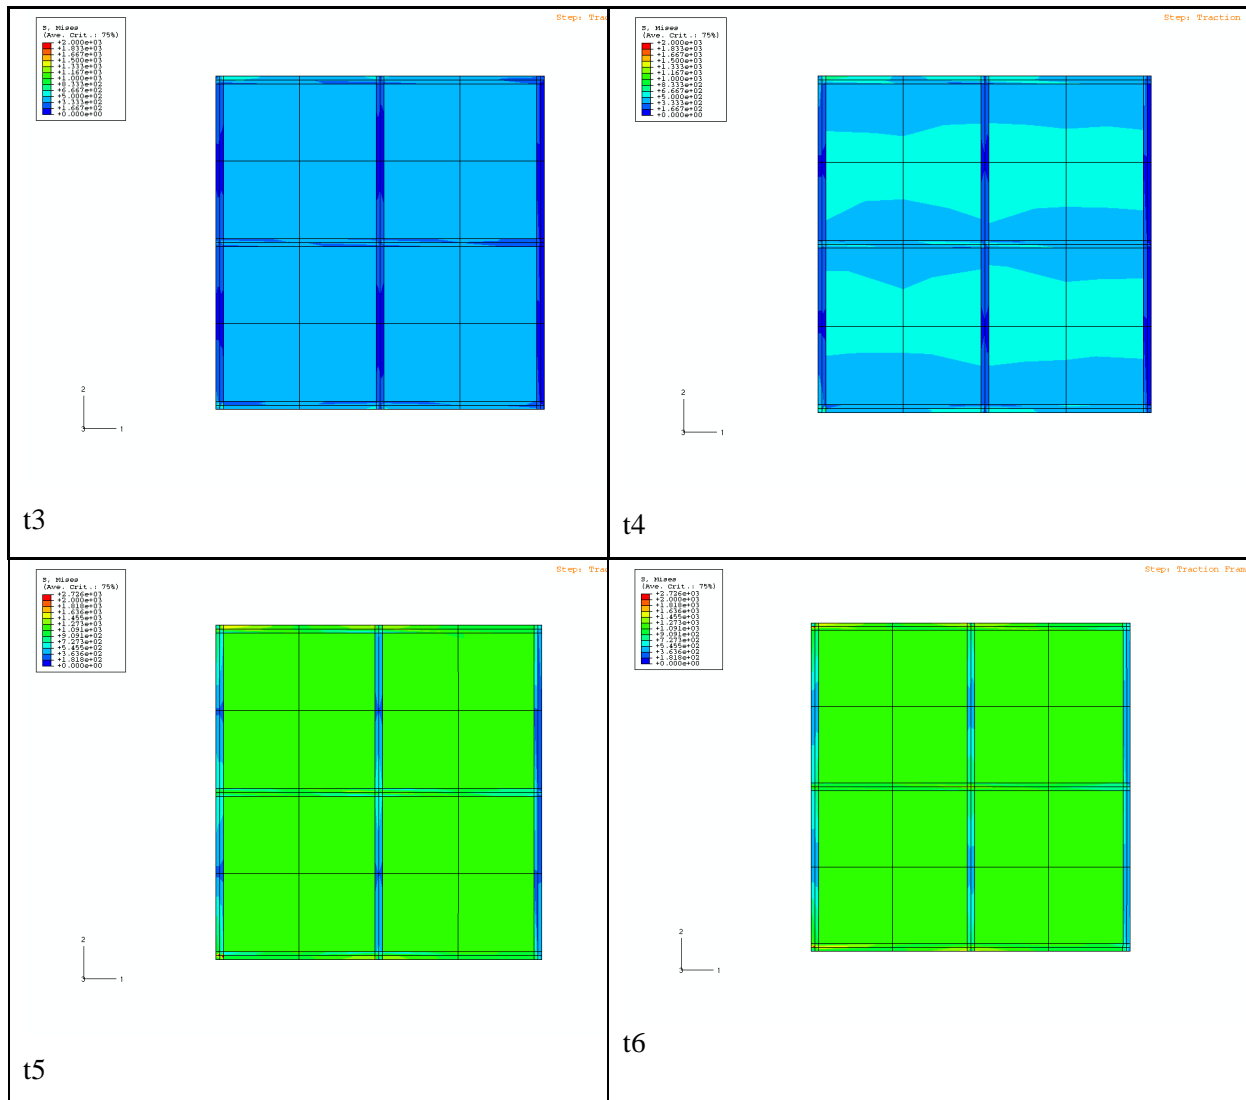 Step: Trac
S, Mises
(Ave. Crit.: 75%)
+2.000e+03
+1.833e+03
+1.667e+03
+1.500e+03
+1.333e+03
+1.167e+03
+1.000e+03
+8.333e+02
+6.667e+02
+5.000e+02
+3.333e+02
+1.667e+02
+0.000e+00
2
3
1
t3
Step: Traction
S, Mises
(Ave. Crit.: 75%)
+2.000e+03
+1.833e+03
+1.667e+03
+1.500e+03
+1.333e+03
+1.167e+03
+1.000e+03
+8.333e+02
+6.667e+02
+5.000e+02
+3.333e+02
+1.667e+02
+0.000e+00
2
3
1
t4
Step: Trac
S, Mises
(Ave. Crit.: 75%)
+2.726e+03
+2.000e+03
+1.818e+03
+1.636e+03
+1.455e+03
+1.273e+03
+1.091e+03
+9.091e+02
+7.273e+02
+5.455e+02
+3.636e+02
+1.818e+02
+0.000e+00
2
3
1
t5
Step: Traction Fram
S, Mises
(Ave. Crit.: 75%)
+2.726e+03
+2.000e+03
+1.818e+03
+1.636e+03
+1.455e+03
+1.273e+03
+1.091e+03
+9.091e+02
+7.273e+02
+5.455e+02
+3.636e+02
+1.818e+02
+0.000e+00
2
3
1
t6